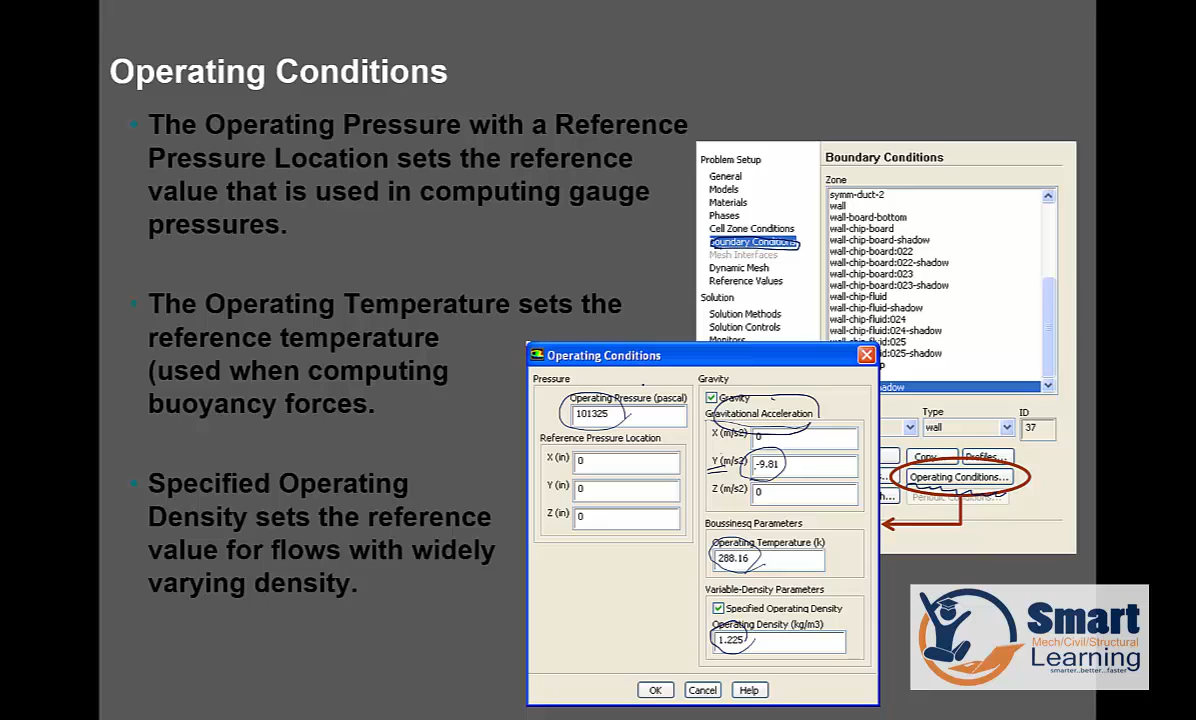 Operating Conditions
• The Operating Pressure with a Reference
Pressure Location sets the reference
value that is used in computing gauge
pressures.
• The Operating Temperature sets the
reference temperature
(used when computing
buoyancy forces.
• Specified Operating
Density sets the reference
value for flows with widely
varying density.
Problem Setup
General
Models
Materials
Phases
Cell Zone Conditions
Boundary Conditions
Mesh Interfaces
Dynamic Mesh
Reference Values
Solution
Solution Methods
Solution Controls
Monitors
Boundary Conditions
Zone
symm-duct-2
wall
wall-board-bottom
wall-chip-board
wall-chip-board-shadow
wall-chip-board:022
wall-chip-board:022-shadow
wall-chip-board:023
wall-chip-board:023-shadow
wall-chip-fluid
wall-chip-fluid-shadow
wall-chip-fluid:024
wall-chip-fluid:024-shadow
:025
:025-shadow
adow
Type
ID
wall
37
Copy...
Profiles...
Operating Conditions...
Periodic Conditions...
Operating Conditions
Pressure
Operating Pressure (pascal)
101325
Reference Pressure Location
X (in) 0
Y (in) 0
Z (in) 0
Gravity
Gravity
Gravitational Acceleration
X (m/s2) 0
Y (m/s2) -9.81
Z (m/s2) 0
Boussinesq Parameters
Operating Temperature (k)
288.16
Variable-Density Parameters
Specified Operating Density
Operating Density (kg/m3)
1.225
OK
Cancel
Help
Smart
Mech/Civil/Structural
Learning
smarter..better..faster